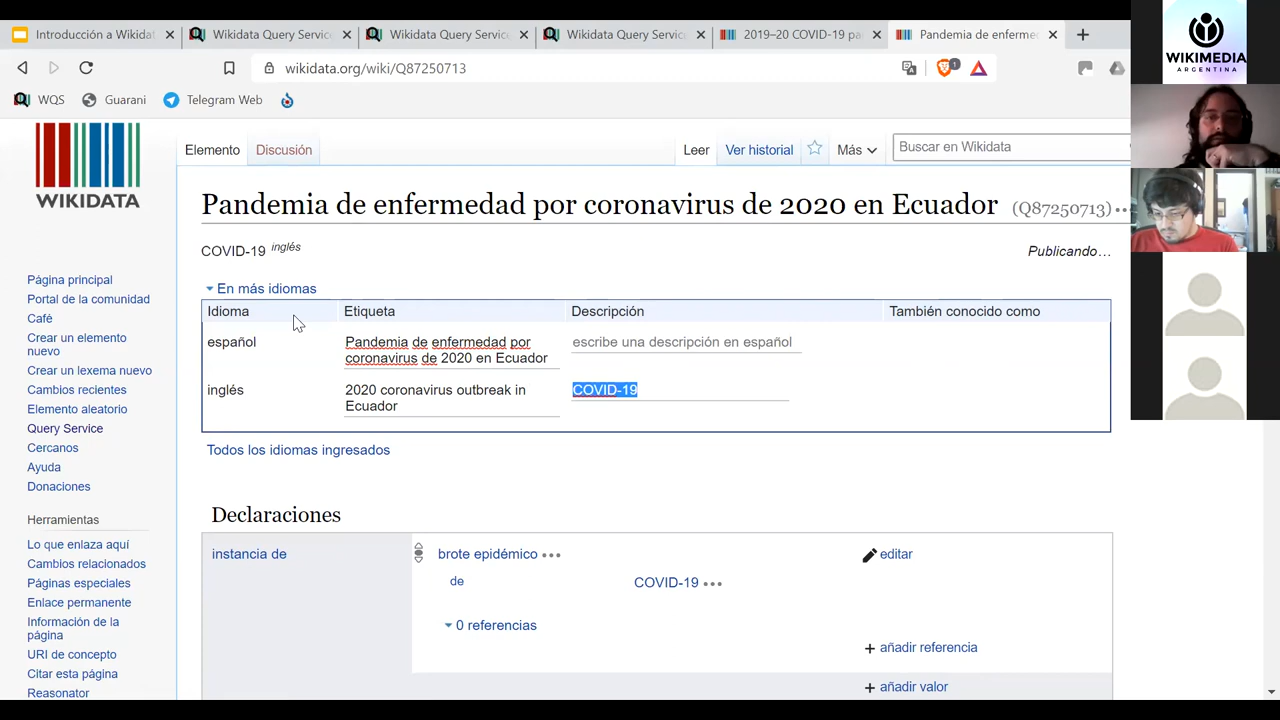 Introducción a Wikidat
Wikidata Query Service
Wikidata Query Service
Wikidata Query Service
2019–20 COVID-19 pa
Pandemia de enferme
wikidata.org/wiki/Q87250713
1
WQS
Guarani
Telegram Web
WIKIMEDIA
ARGENTINA
WIKIDATA
Elemento
Discusión
Leer
Ver historial
Más
Buscar en Wikidata
Pandemia de enfermedad por coronavirus de 2020 en Ecuador (Q87250713)
COVID-19 inglés
Publicando…
En más idiomas
Idioma
Etiqueta
Descripción
También conocido como
español
Pandemia de enfermedad por
coronavirus de 2020 en Ecuador
escribe una descripción en español
inglés
2020 coronavirus outbreak in
Ecuador
COVID-19
Todos los idiomas ingresados
Declaraciones
instancia de
brote epidémico
editar
de
COVID-19
0 referencias
+ añadir referencia
+ añadir valor
Página principal
Portal de la comunidad
Café
Crear un elemento
nuevo
Crear un lexema nuevo
Cambios recientes
Elemento aleatorio
Query Service
Cercanos
Ayuda
Donaciones
Herramientas
Lo que enlaza aquí
Cambios relacionados
Páginas especiales
Enlace permanente
Información de la
página
URI de concepto
Citar esta página
Reasonator